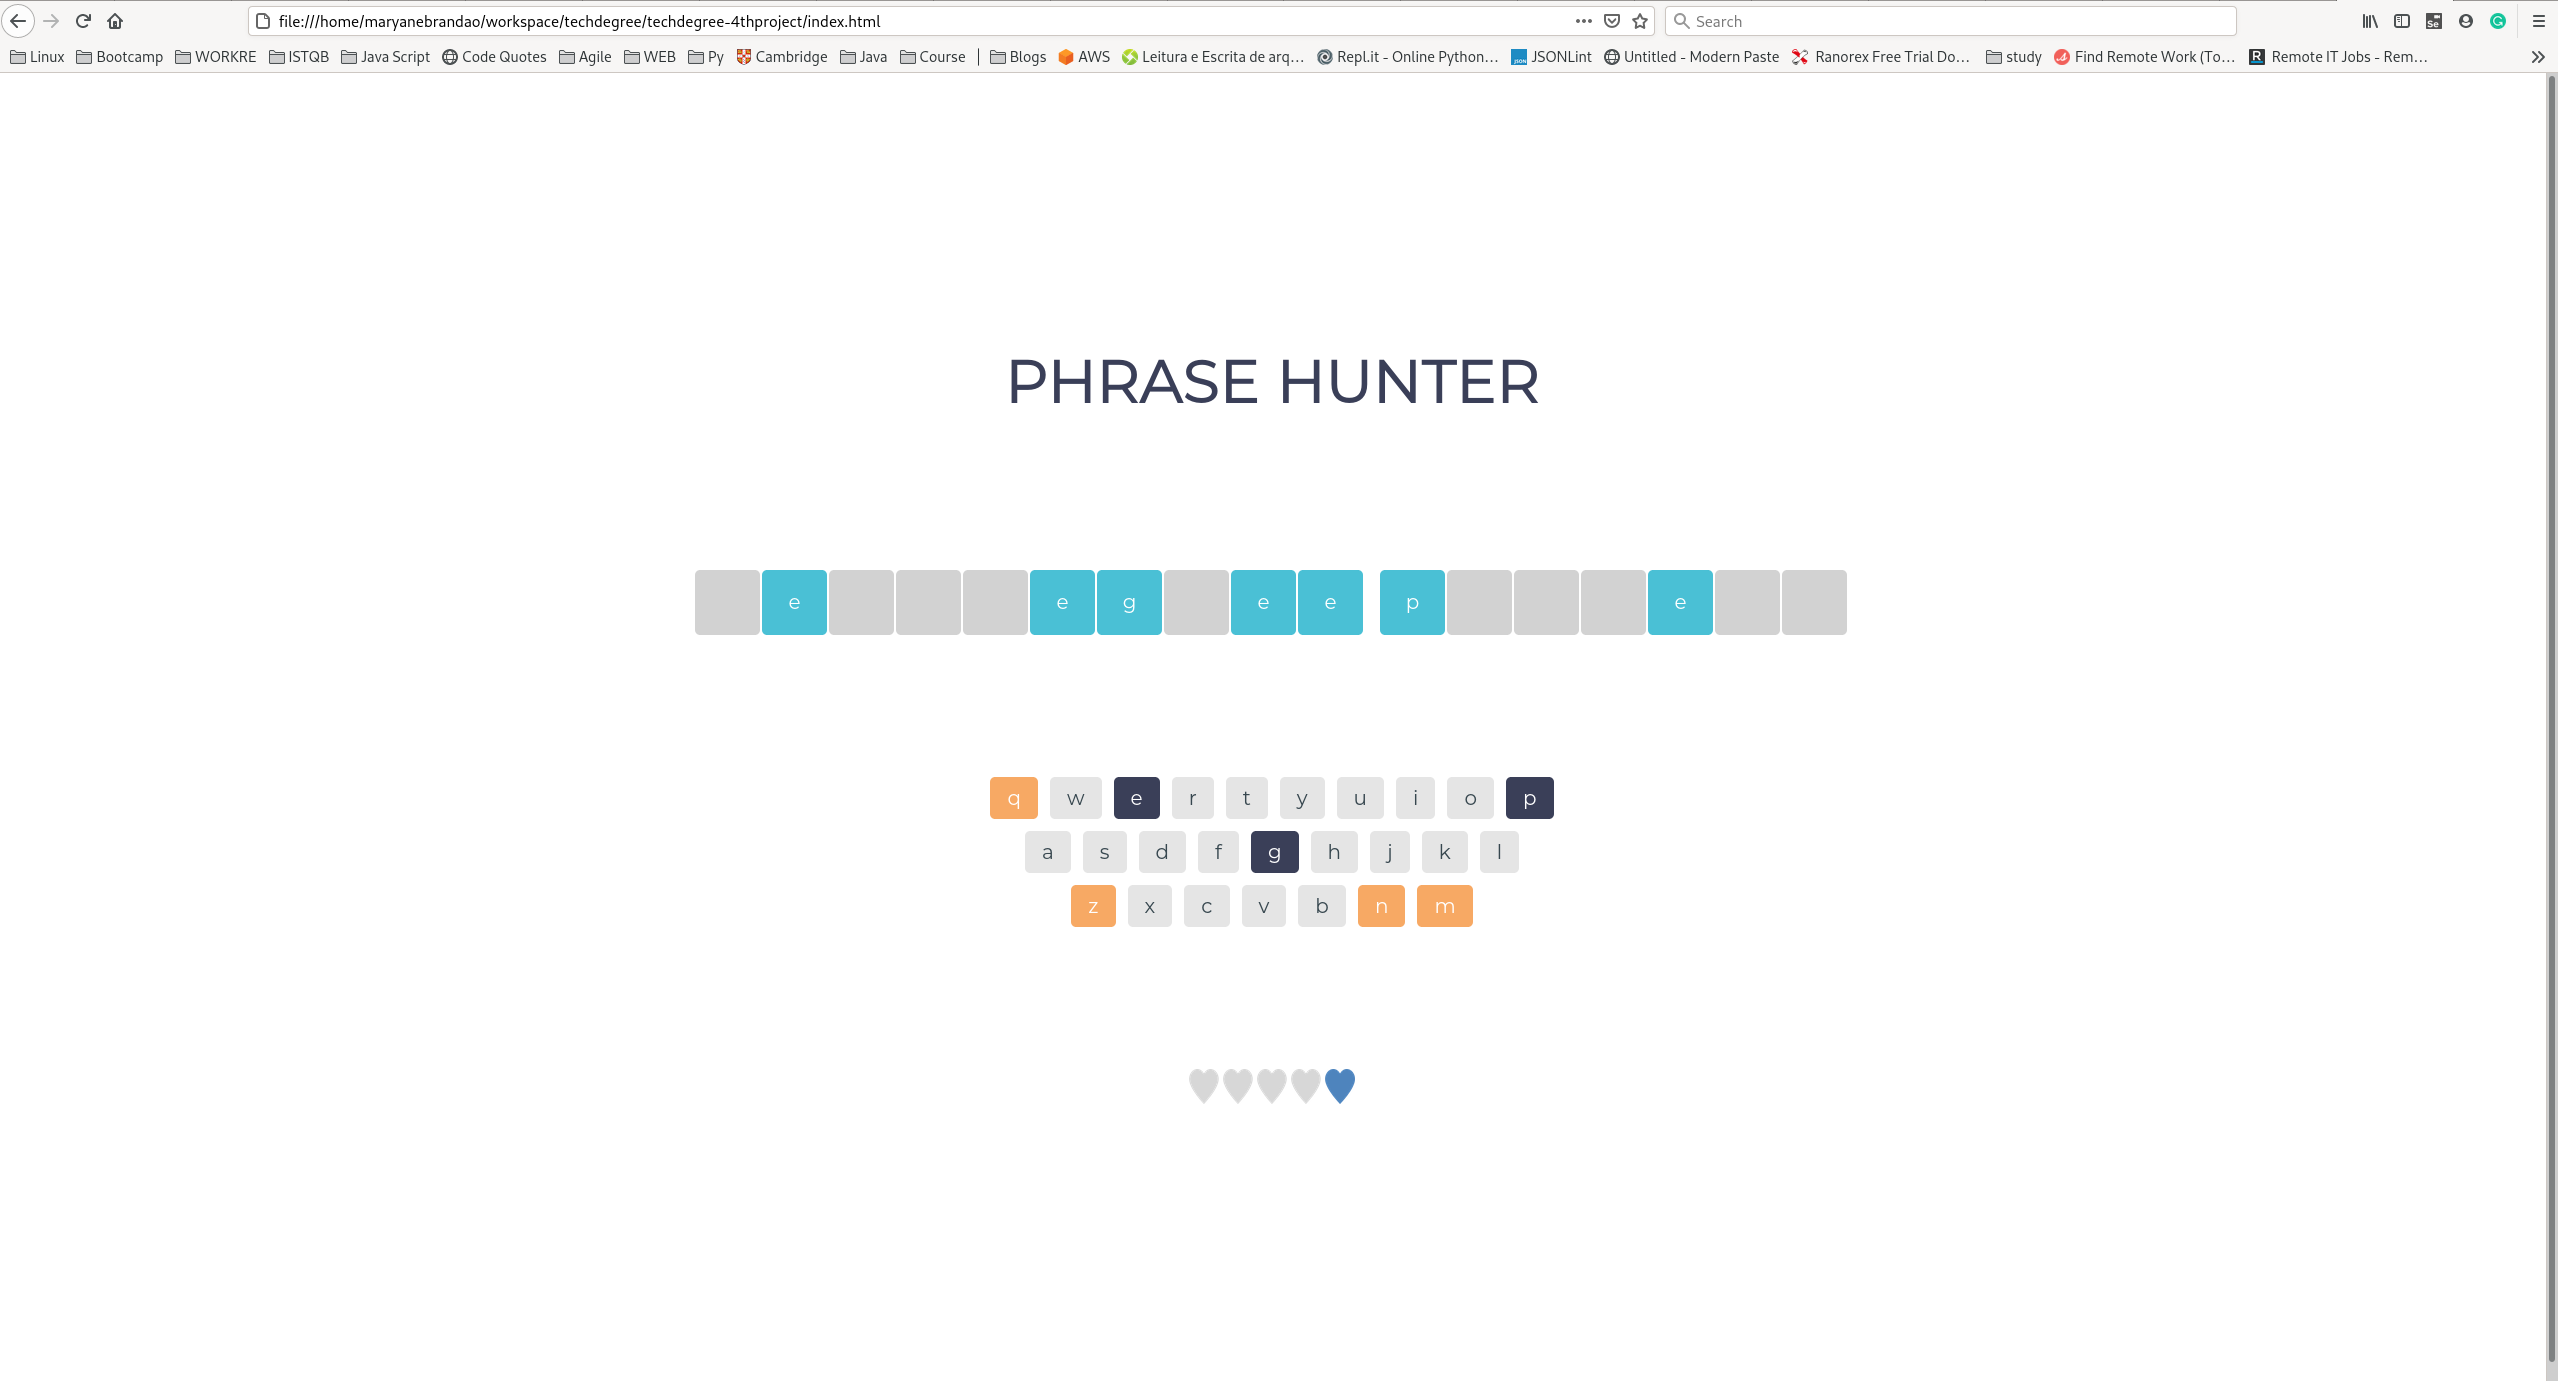 file:///home/maryanebrandao/workspace/techdegree/techdegree-4thproject/index.html Search
Linux Bootcamp WORKRE ISTQB Java Script Code Quotes Agile WEB Py Cambridge Java Course Blogs AWS Leitura e Escrita de arq… Repl.it - Online Python… JSONLint Untitled - Modern Paste Ranorex Free Trial Do… study Find Remote Work (To… Remote IT Jobs - Rem…
PHRASE HUNTER
e e g e e p e
q w e r t y u i o p
a s d f g h j k l
z x c v b n m